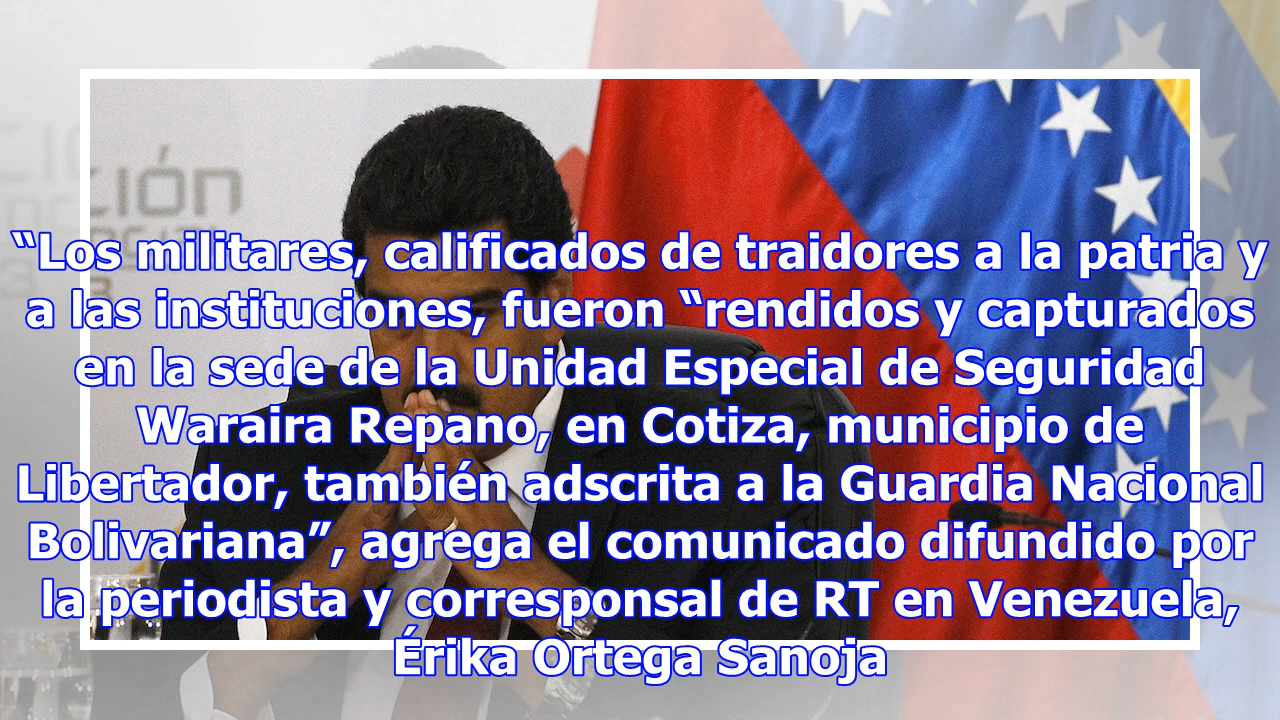 ción
“Los militares, calificados de traidores a la patria y
a las instituciones, fueron “rendidos y capturados
en la sede de la Unidad Especial de Seguridad
Waraira Repano, en Cotiza, municipio de
Libertador, también adscrita a la Guardia Nacional
Bolivariana”, agrega el comunicado difundido por
la periodista y corresponsal de RT en Venezuela,
Érika Ortega Sanoja